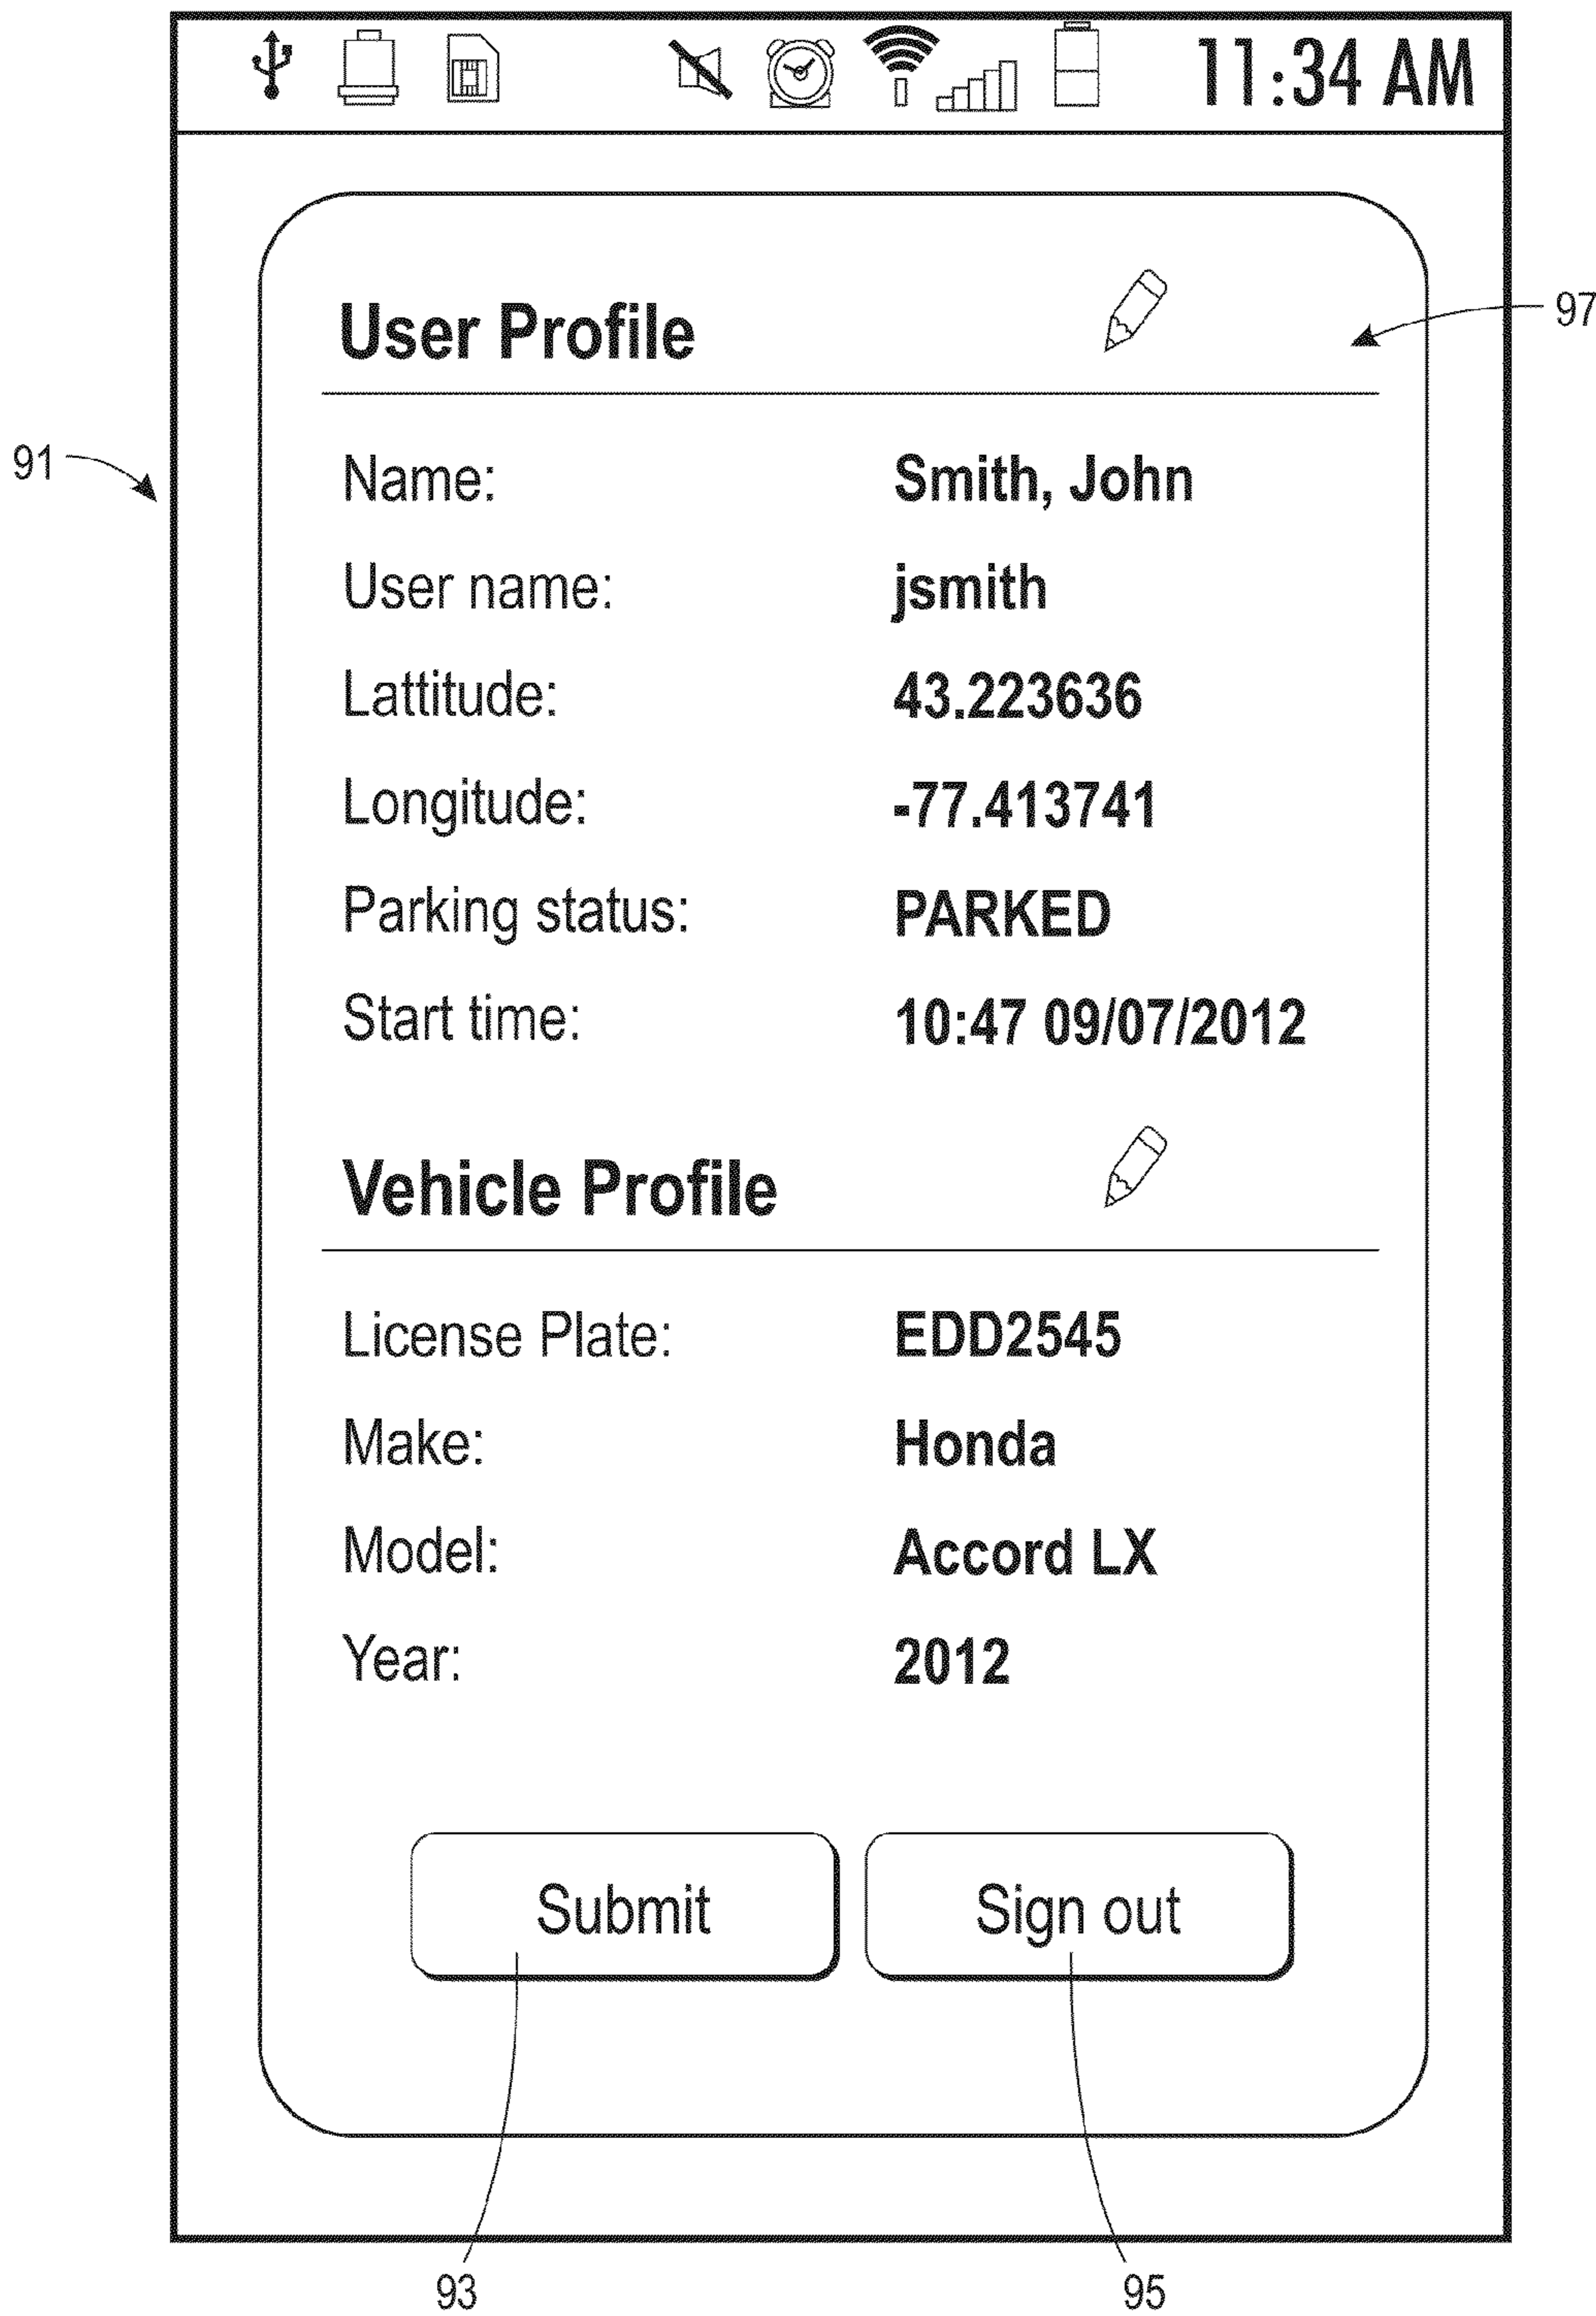 11:34 AM
User Profile
97
91
Name: Smith, John
User name: jsmith
Lattitude: 43.223636
Longitude: -77.413741
Parking status: PARKED
Start time: 10:47 09/07/2012
Vehicle Profile
License Plate: EDD2545
Make: Honda
Model: Accord LX
Year: 2012
Submit Sign out
93 95